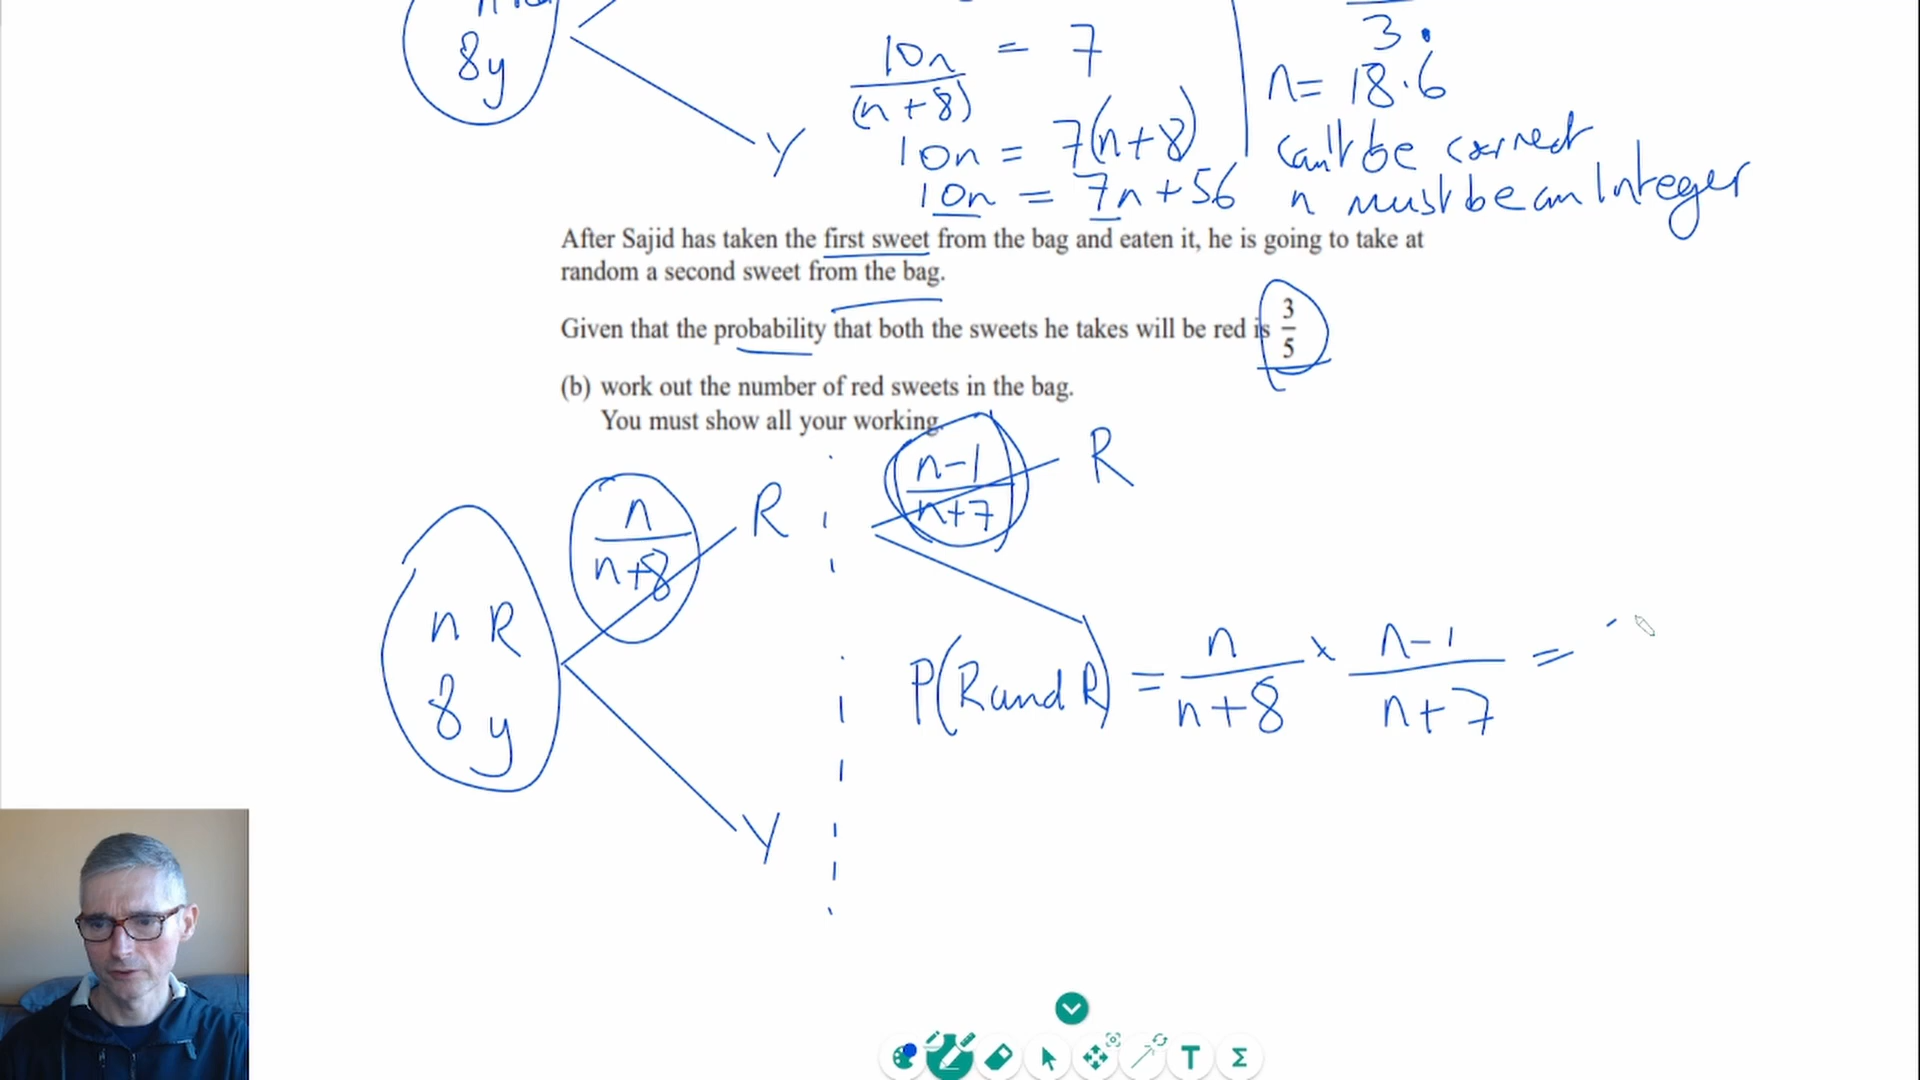 8y
10n/(n+8) = 7
10n = 7(n+8)
10n = 7n + 56
3
n = 18.6
can't be correct
n must be an Integer
Y
After Sajid has taken the first sweet from the bag and eaten it, he is going to take at
random a second sweet from the bag.
Given that the probability that both the sweets he takes will be red is 3/5
(b) work out the number of red sweets in the bag.
You must show all your working.
n/n+8
R
n-1/n+7
R
n R
8 y
Y
P(R and R) = n/n+8 × n-1/n+7 =
T Σ